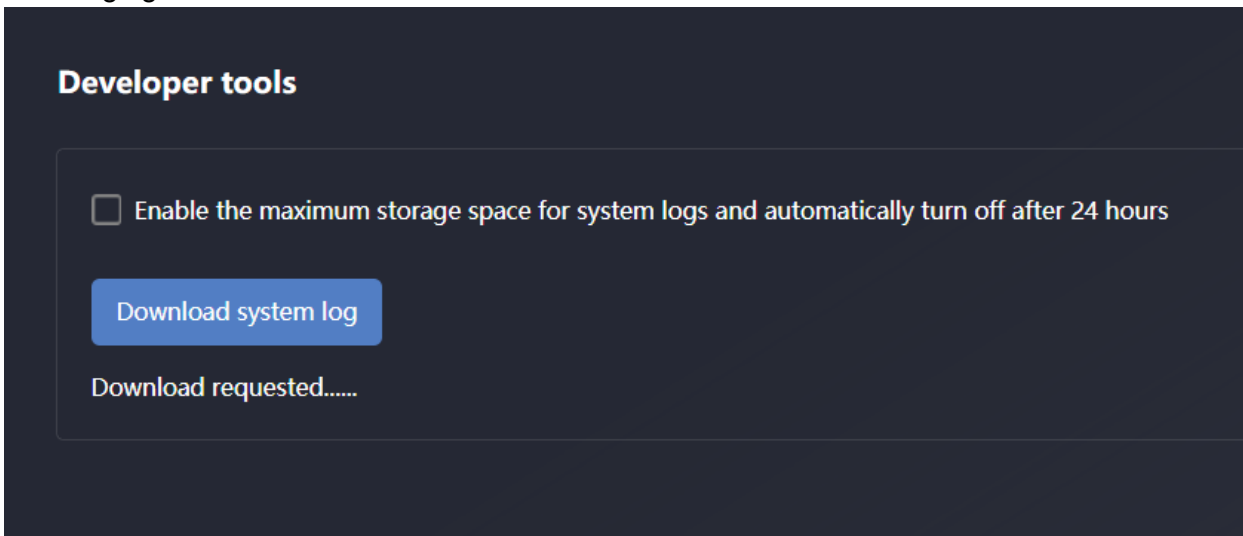 Developer tools
Enable the maximum storage space for system logs and automatically turn off after 24 hours
Download system log
Download requested......